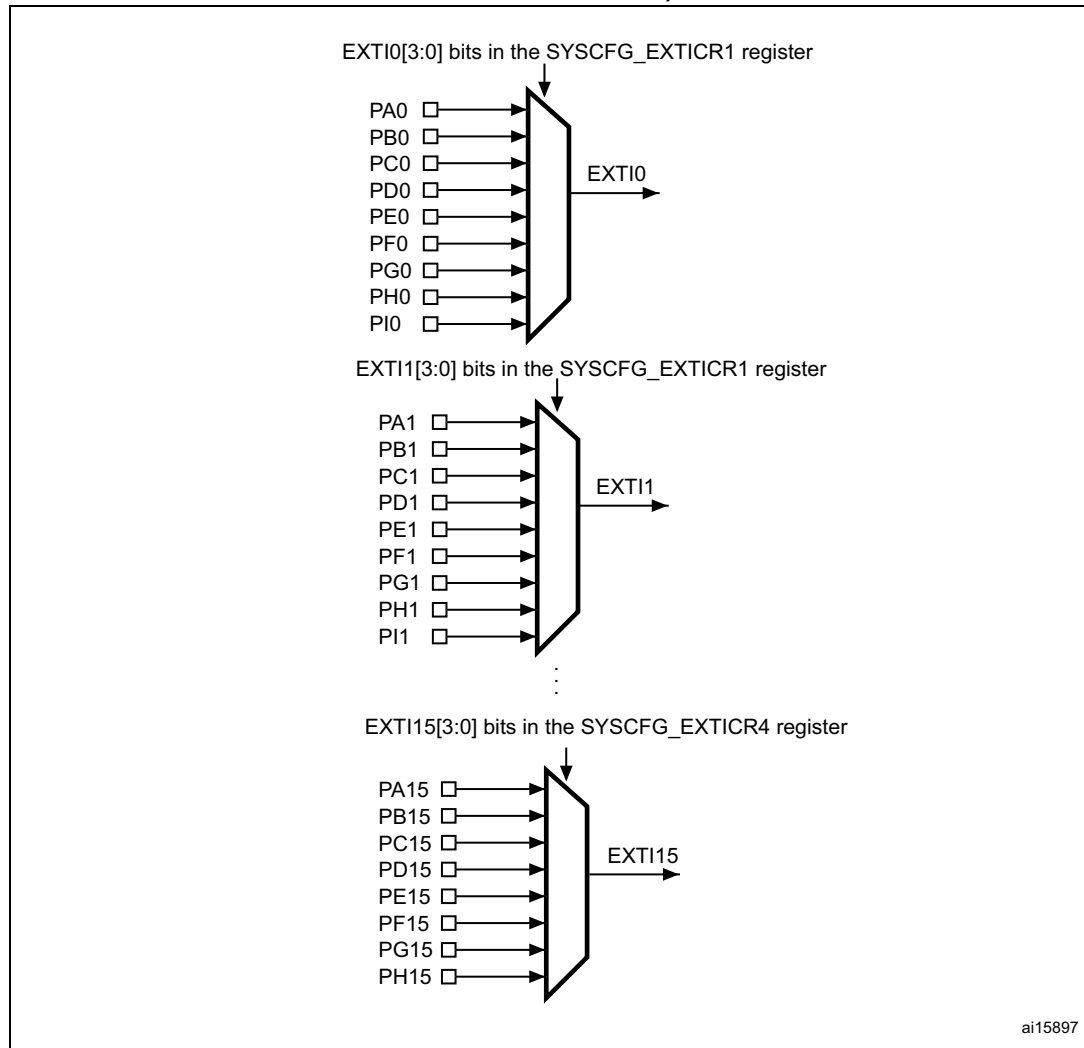 EXTI0[3:0] bits in the SYSCFG_EXTICR1 register
PA0
PB0
PC0
PD0
PE0
PF0
PG0
PH0
PI0
EXTI0
EXTI1[3:0] bits in the SYSCFG_EXTICR1 register
PA1
PB1
PC1
PD1
PE1
PF1
PG1
PH1
PI1
EXTI1
EXTI15[3:0] bits in the SYSCFG_EXTICR4 register
PA15
PB15
PC15
PD15
PE15
PF15
PG15
PH15
EXTI15
ai15897